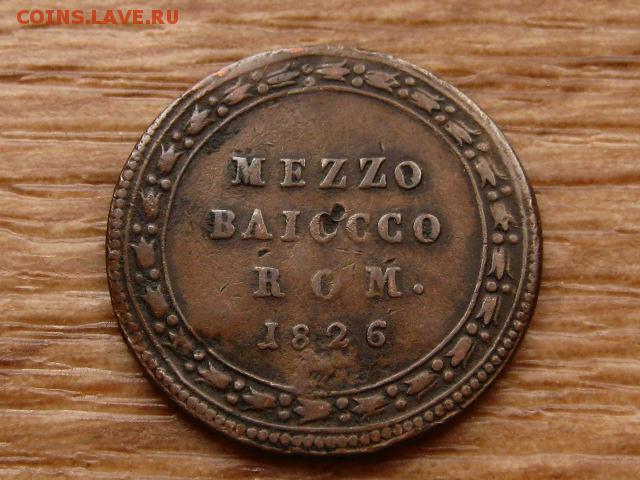 COINS.LAVE.RU
MEZZO
BAIOCCO
ROM.
1826